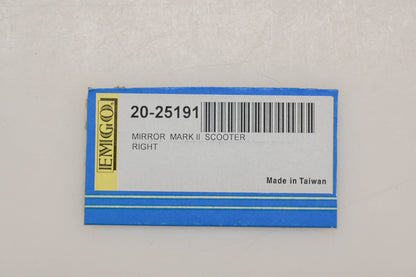 EMGO
20-25191
MIRROR MARK II SCOOTER
RIGHT
Made in Taiwan